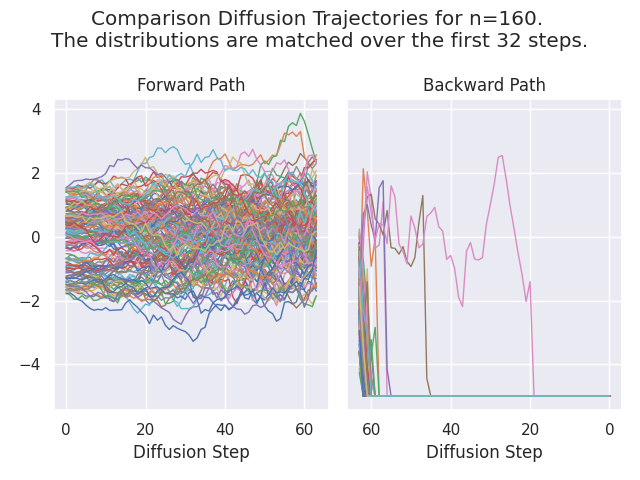 Comparison Diffusion Trajectories for n=160.
The distributions are matched over the first 32 steps.
Forward Path
Backward Path
4
2
0
−2
−4
0 20 40 60
60 40 20 0
Diffusion Step
Diffusion Step